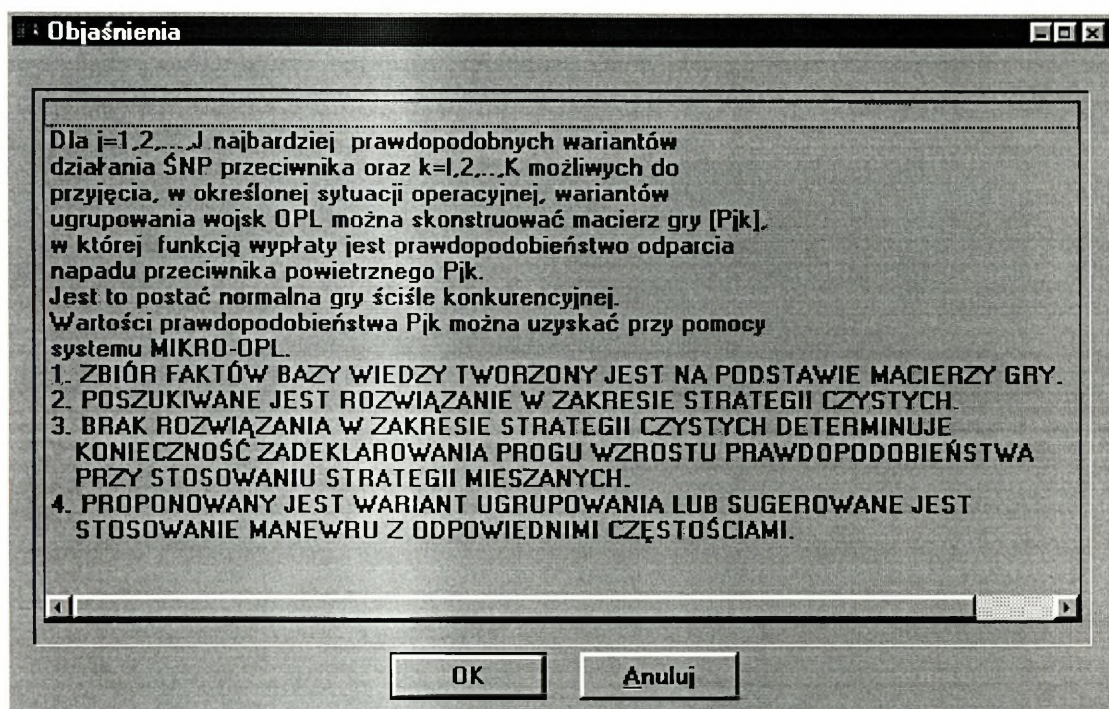 Objaśnienia
Dla j=1,2,...,J najbardziej prawdopodobnych wariantów
działania ŚNP przeciwnika oraz k=l,2,..,K możliwych do
przyjęcia, w określonej sytuacji operacyjnej, wariantów
ugrupowania wojsk OPL można skonstruować macierz gry [Pjk],
w której funkcją wypłaty jest prawdopodobieństwo odparcia
napadu przeciwnika powietrznego Pjk.
Jest to postać normalna gry ściśle konkurencyjnej.
Wartości prawdopodobieństwa Pjk można uzyskać przy pomocy
systemu MIKRO-OPL.
1. ZBIÓR FAKTÓW BAZY WIEDZY TWORZONY JEST NA PODSTAWIE MACIERZY GRY.
2. POSZUKIWANE JEST ROZWIĄZANIE W ZAKRESIE STRATEGII CZYSTYCH.
3. BRAK ROZWIĄZANIA W ZAKRESIE STRATEGII CZYSTYCH DETERMINUJE
KONIECZNOŚĆ ZADEKLAROWANIA PROGU WZROSTU PRAWDOPODOBIEŃSTWA
PRZY STOSOWANIU STRATEGII MIESZANYCH.
4. PROPONOWANY JEST WARIANT UGRUPOWANIA LUB SUGEROWANE JEST
STOSOWANIE MANEWRU Z ODPOWIEDNIMI CZĘSTOŚCIAMI.
OK
Anuluj